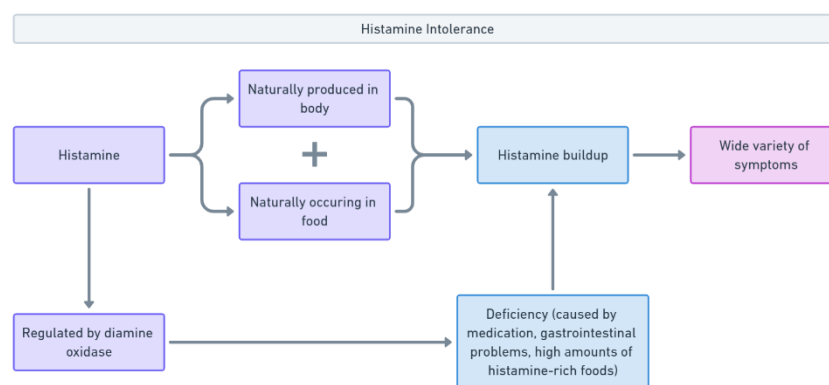 Histamine Intolerance
Naturally produced in
body
Histamine
+
Histamine buildup
Wide variety of
symptoms
Naturally occuring in
food
Regulated by diamine
oxidase
Deficiency (caused by
medication, gastrointestinal
problems, high amounts of
histamine-rich foods)